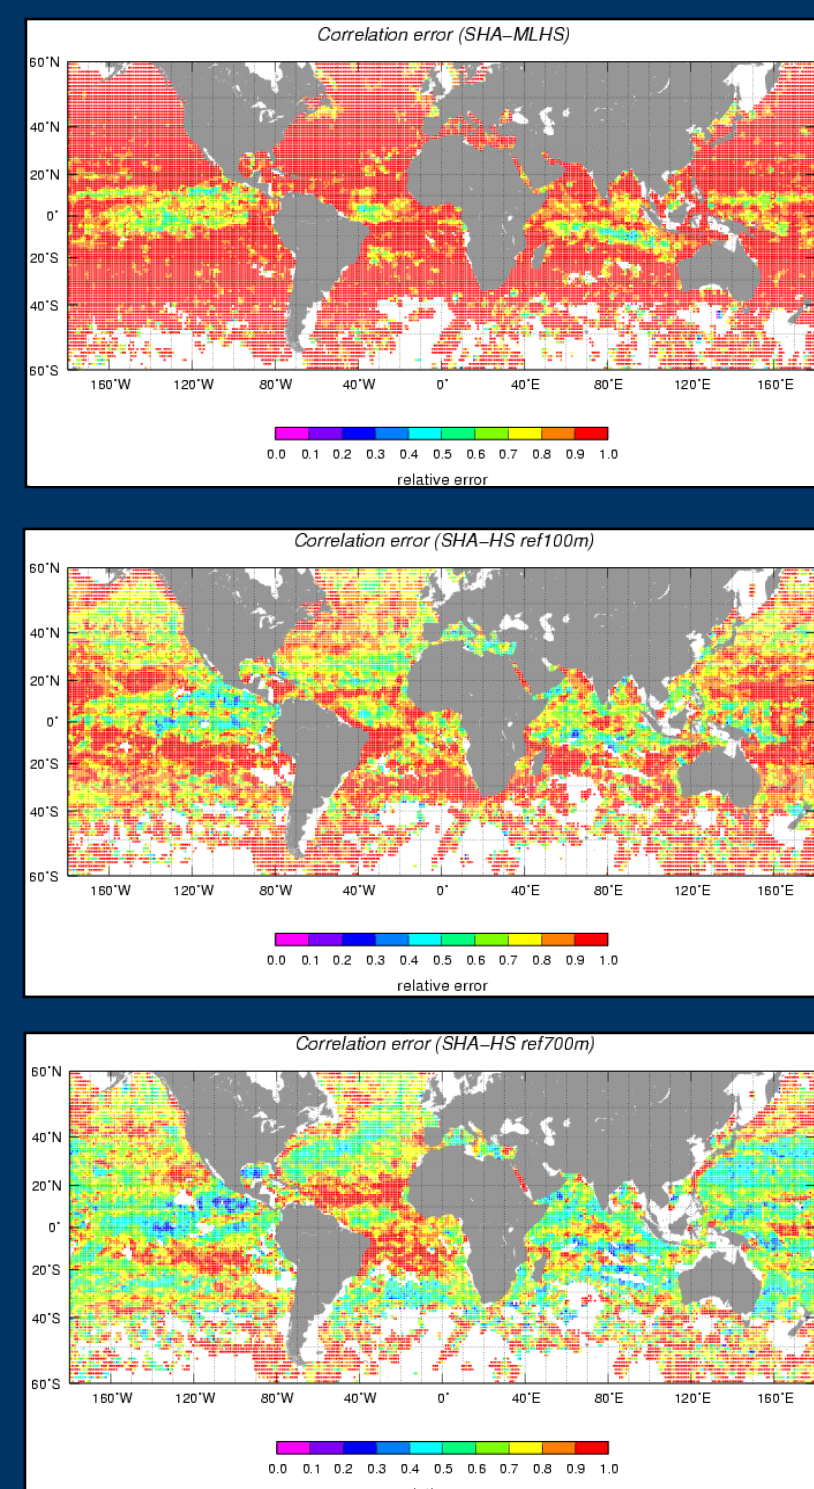 Correlation error (SHA−MLHS)
60°N
40°N
20°N
0°
20°S
40°S
60°S
160°W 120°W 80°W 40°W 0° 40°E 80°E 120°E 160°E
0.0 0.1 0.2 0.3 0.4 0.5 0.6 0.7 0.8 0.9 1.0
relative error
Correlation error (SHA−HS ref100m)
60°N
40°N
20°N
0°
20°S
40°S
60°S
160°W 120°W 80°W 40°W 0° 40°E 80°E 120°E 160°E
0.0 0.1 0.2 0.3 0.4 0.5 0.6 0.7 0.8 0.9 1.0
relative error
Correlation error (SHA−HS ref700m)
60°N
40°N
20°N
0°
20°S
40°S
60°S
160°W 120°W 80°W 40°W 0° 40°E 80°E 120°E 160°E
0.0 0.1 0.2 0.3 0.4 0.5 0.6 0.7 0.8 0.9 1.0